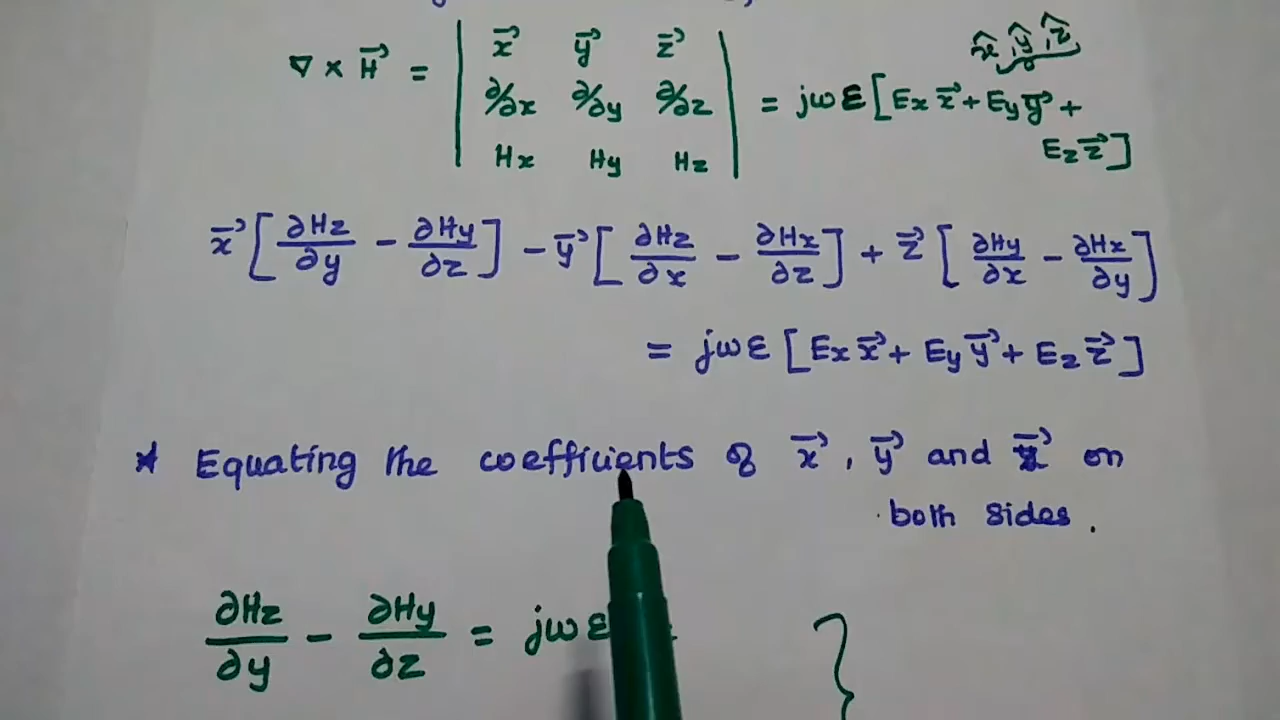 ∇ × H⃗ = | x⃗ y⃗ z⃗ |
| ∂/∂x ∂/∂y ∂/∂z | = jωε [Ex x⃗ + Ey y⃗ +
| Hx Hy Hz | Ez z⃗]
x̂, ŷ, ẑ
x⃗ [∂Hz/∂y − ∂Hy/∂z] − y⃗ [∂Hz/∂x − ∂Hx/∂z] + z⃗ [∂Hy/∂x − ∂Hx/∂y]
= jωε [Ex x⃗ + Ey y⃗ + Ez z⃗]
* Equating the coefficients of x⃗, y⃗ and z⃗ on
both sides.
∂Hz/∂y − ∂Hy/∂z = jωε }